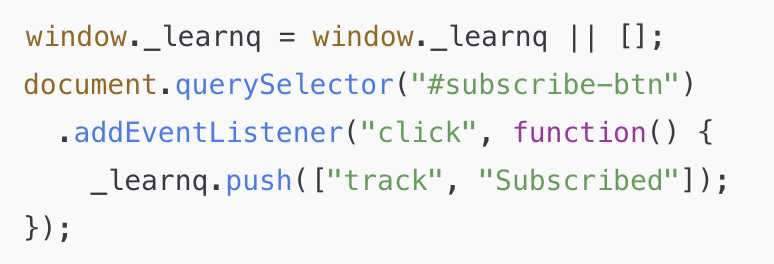 window._learnq = window._learnq || [];
document.querySelector("#subscribe-btn")
  .addEventListener("click", function() {
    _learnq.push(["track", "Subscribed"]);
});